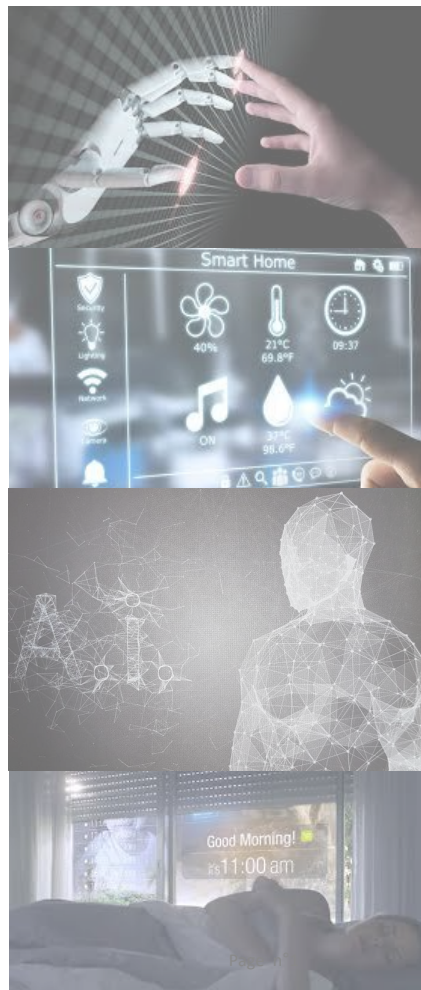 Smart Home
Security
Lighting
Network
Camera
40%
21°C
69.8°F
09:37
ON
37°C
98.6°F
A.I.
Good Morning!
It's 11:00 am